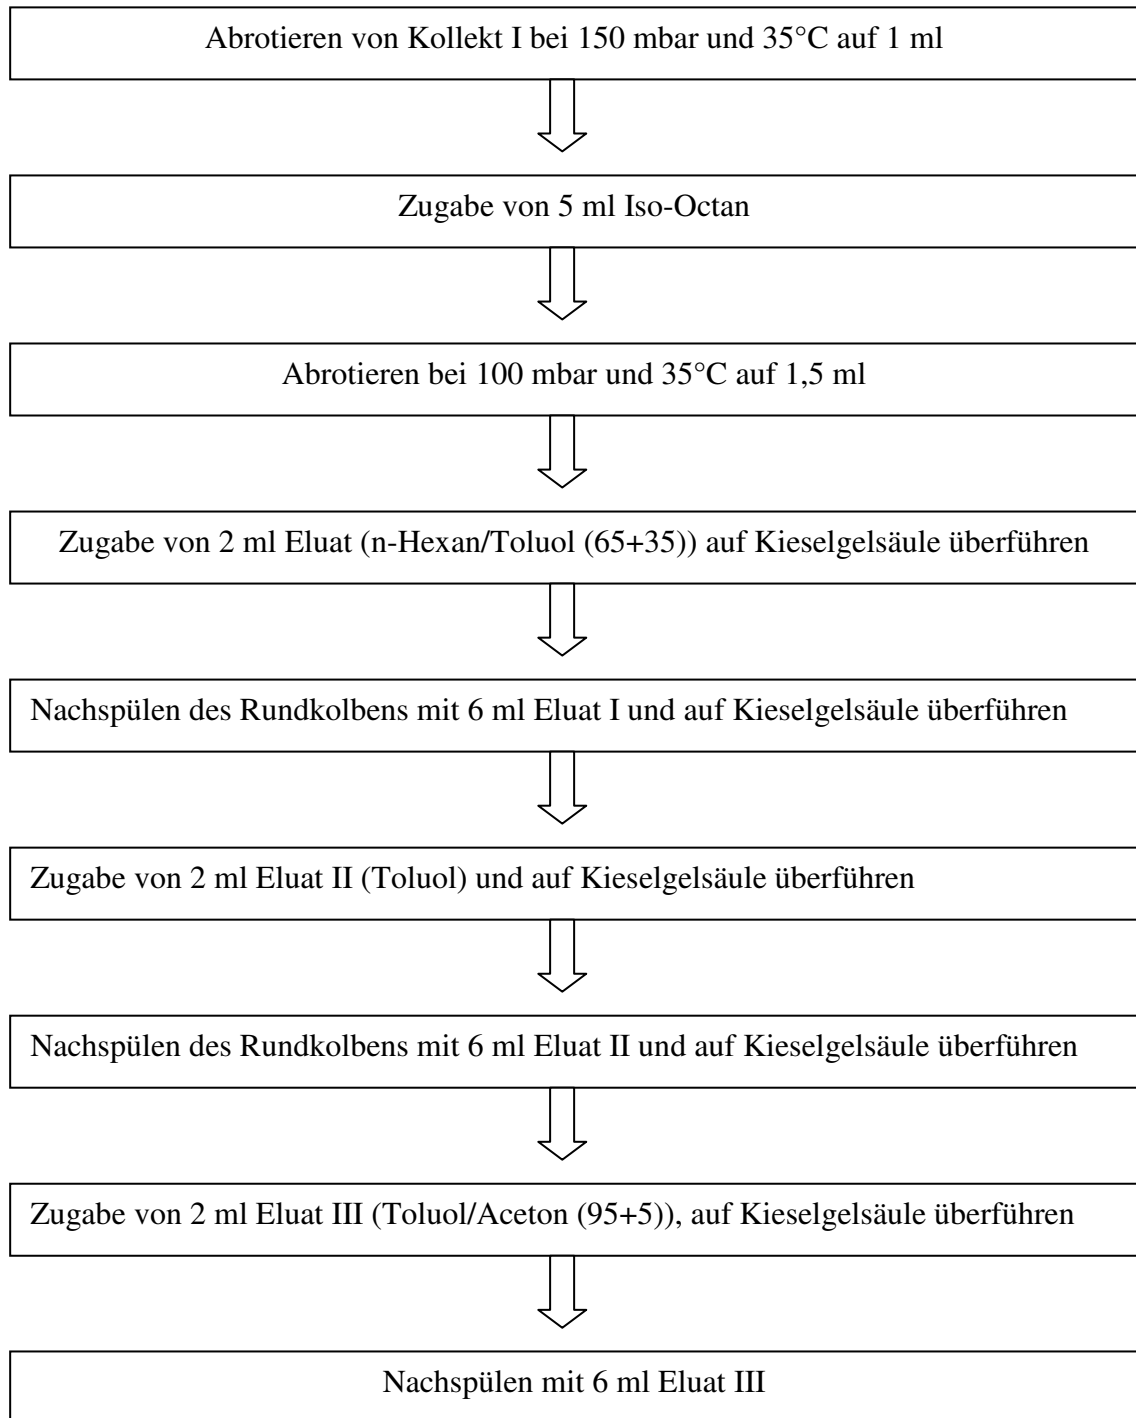 Abrotieren von Kollekt I bei 150 mbar und 35°C auf 1 ml
Zugabe von 5 ml Iso-Octan
Abrotieren bei 100 mbar und 35°C auf 1,5 ml
Zugabe von 2 ml Eluat (n-Hexan/Toluol (65+35)) auf Kieselgelsäule überführen
Nachspülen des Rundkolbens mit 6 ml Eluat I und auf Kieselgelsäule überführen
Zugabe von 2 ml Eluat II (Toluol) und auf Kieselgelsäule überführen
Nachspülen des Rundkolbens mit 6 ml Eluat II und auf Kieselgelsäule überführen
Zugabe von 2 ml Eluat III (Toluol/Aceton (95+5)), auf Kieselgelsäule überführen
Nachspülen mit 6 ml Eluat III